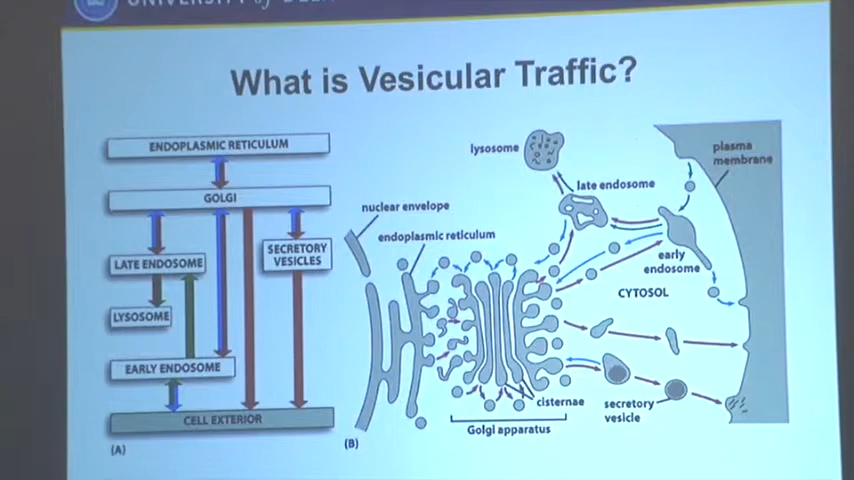 UNIVERSITY of
What is Vesicular Traffic?
ENDOPLASMIC RETICULUM
GOLGI
LATE ENDOSOME
SECRETORY
VESICLES
LYSOSOME
EARLY ENDOSOME
CELL EXTERIOR
(A)
lysosome
plasma
membrane
late endosome
nuclear envelope
endoplasmic reticulum
early
endosome
CYTOSOL
cisternae
secretory
vesicle
Golgi apparatus
(B)